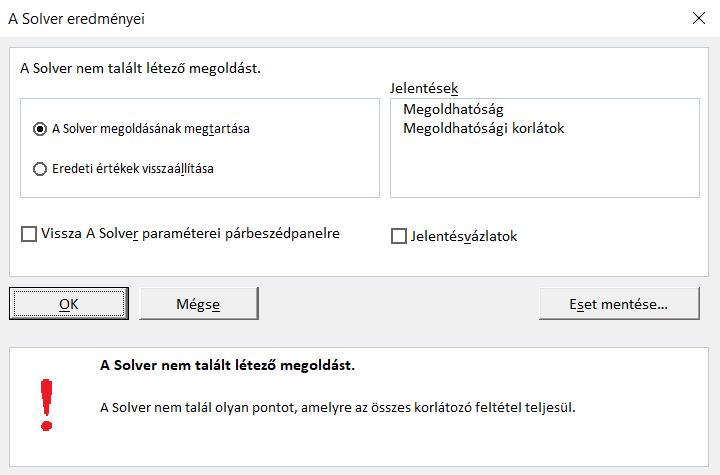 A Solver eredményei
A Solver nem talált létező megoldást.
Jelentések
A Solver megoldásának megtartása
Eredeti értékek visszaállítása
Megoldhatóság
Megoldhatósági korlátok
Vissza A Solver paraméterei párbeszédpanelre
Jelentésvázlatok
OK
Mégse
Eset mentése...
A Solver nem talált létező megoldást.
A Solver nem talál olyan pontot, amelyre az összes korlátozó feltétel teljesül.